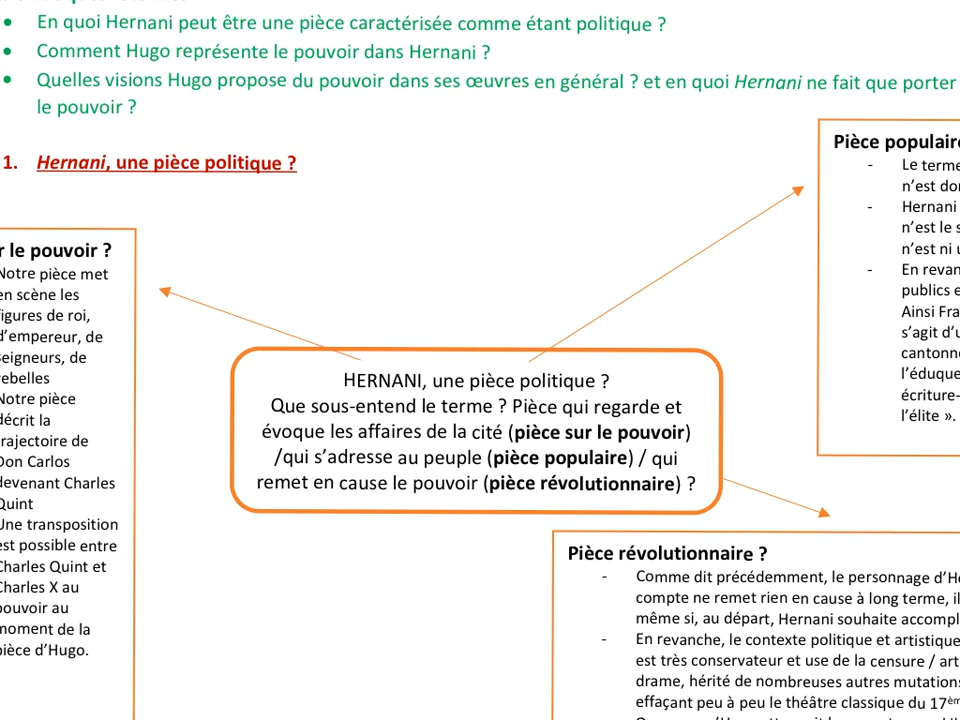 En quoi Hernani peut être une pièce caractérisée comme étant politique ?
Comment Hugo représente le pouvoir dans Hernani ?
Quelles visions Hugo propose du pouvoir dans ses œuvres en général ? et en quoi Hernani ne fait que porter
le pouvoir ?
1. Hernani, une pièce politique ?
le pouvoir ?
Notre pièce met
en scène les
figures de roi,
d'empereur, de
seigneurs, de
rebelles
Notre pièce
décrit la
trajectoire de
Don Carlos
devenant Charles
Quint
Une transposition
est possible entre
Charles Quint et
Charles X au
pouvoir au
moment de la
pièce d'Hugo.
HERNANI, une pièce politique ?
Que sous-entend le terme ? Pièce qui regarde et
évoque les affaires de la cité (pièce sur le pouvoir)
/qui s'adresse au peuple (pièce populaire) / qui
remet en cause le pouvoir (pièce révolutionnaire) ?
Pièce populaire
- Le terme
n'est
- Hernani
n'est le
n'est ni
- En
publics
Ainsi
s'agit
l'éduque
écriture-
l'élite ».
Pièce révolutionnaire ?
- Comme dit précédemment, le personnage
compte ne remet rien en cause à long terme, il
même si, au départ, Hernani souhaite
- En revanche, le contexte politique et artistique
est très conservateur et use de la censure /
drame, hérité de nombreuses autres mutations
effaçant peu à peu le théâtre classique du